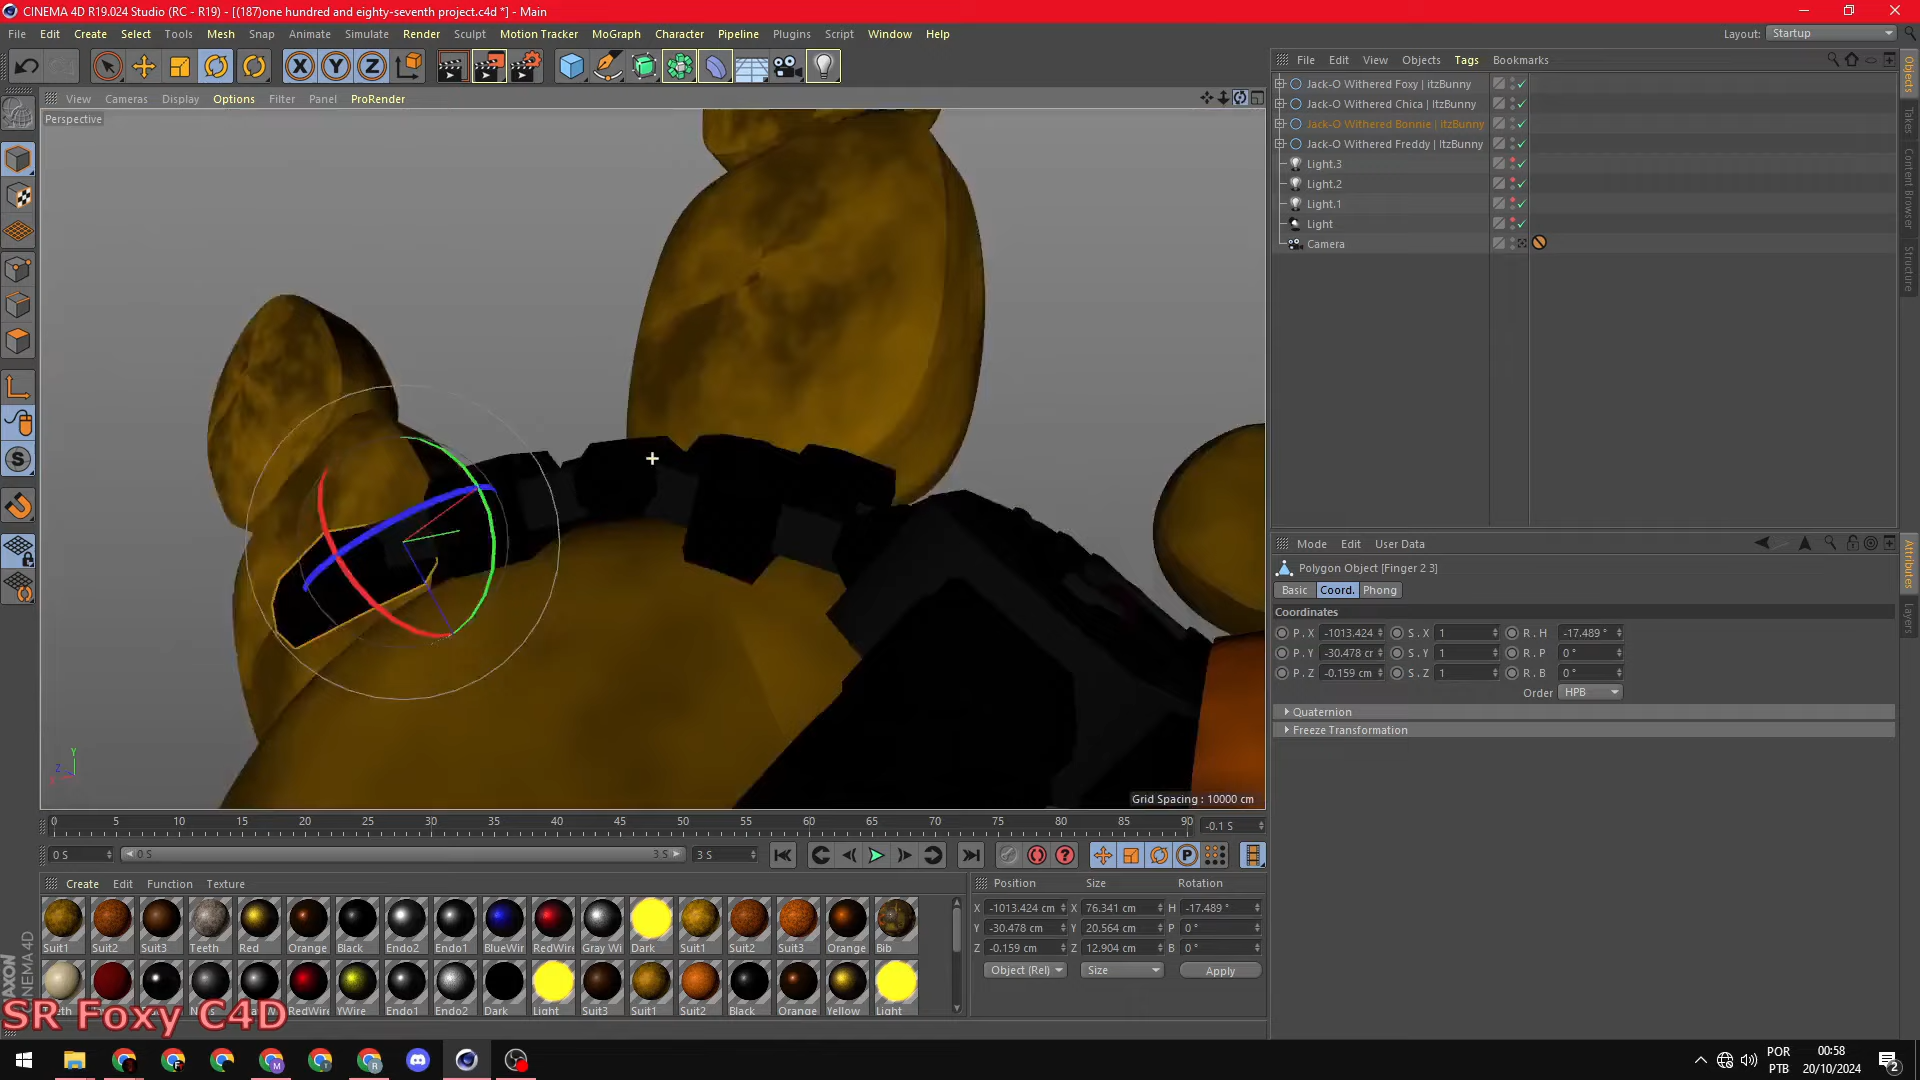 CINEMA 4D R19.024 Studio (RC - R19) - [(187)one hundred and eighty-seventh project.c4d *] - Main
File Edit Create Select Tools Mesh Snap Animate Simulate Render Sculpt Motion Tracker MoGraph Character Pipeline Plugins Script Window Help
Layout: Startup
View Cameras Display Options Filter Panel ProRender
Perspective
Grid Spacing : 10000 cm
File Edit View Objects Tags Bookmarks
Jack-O Withered Foxy | itzBunny
Jack-O Withered Chica | ItzBunny
Jack-O Withered Bonnie | itzBunny
Jack-O Withered Freddy | ItzBunny
Light.3
Light.2
Light.1
Light
Camera
Objects
Takes
Content Browser
Structure
Mode Edit User Data
Polygon Object [Finger 2 3]
Basic Coord. Phong
Coordinates
P . X -1013.424 S . X 1 R . H -17.489 °
P . Y -30.478 cr S . Y 1 R . P 0 °
P . Z -0.159 cm S . Z 1 R . B 0 °
Order HPB
Quaternion
Freeze Transformation
Attributes
Layers
0 5 10 15 20 25 30 35 40 45 50 55 60 65 70 75 80 85 90 -0.1 S
0 S 0 S 3 S 3 S
Create Edit Function Texture
Suit1 Suit2 Suit3 Teeth Red Orange Black Endo2 Endo1 BlueWir RedWire Gray Wi Dark Suit1 Suit2 Suit3 Orange Bib
RedWire YWire Endo1 Endo2 Dark Light Suit3 Suit1 Suit2 Black Orange Yellow Light
Position Size Rotation
X -1013.424 cm X 76.341 cm H -17.489 °
Y -30.478 cm Y 20.564 cm P 0 °
Z -0.159 cm Z 12.904 cm B 0 °
Object (Rel) Size Apply
CINEMA 4D
SR Foxy C4D
POR
PTB
00:58
20/10/2024
2